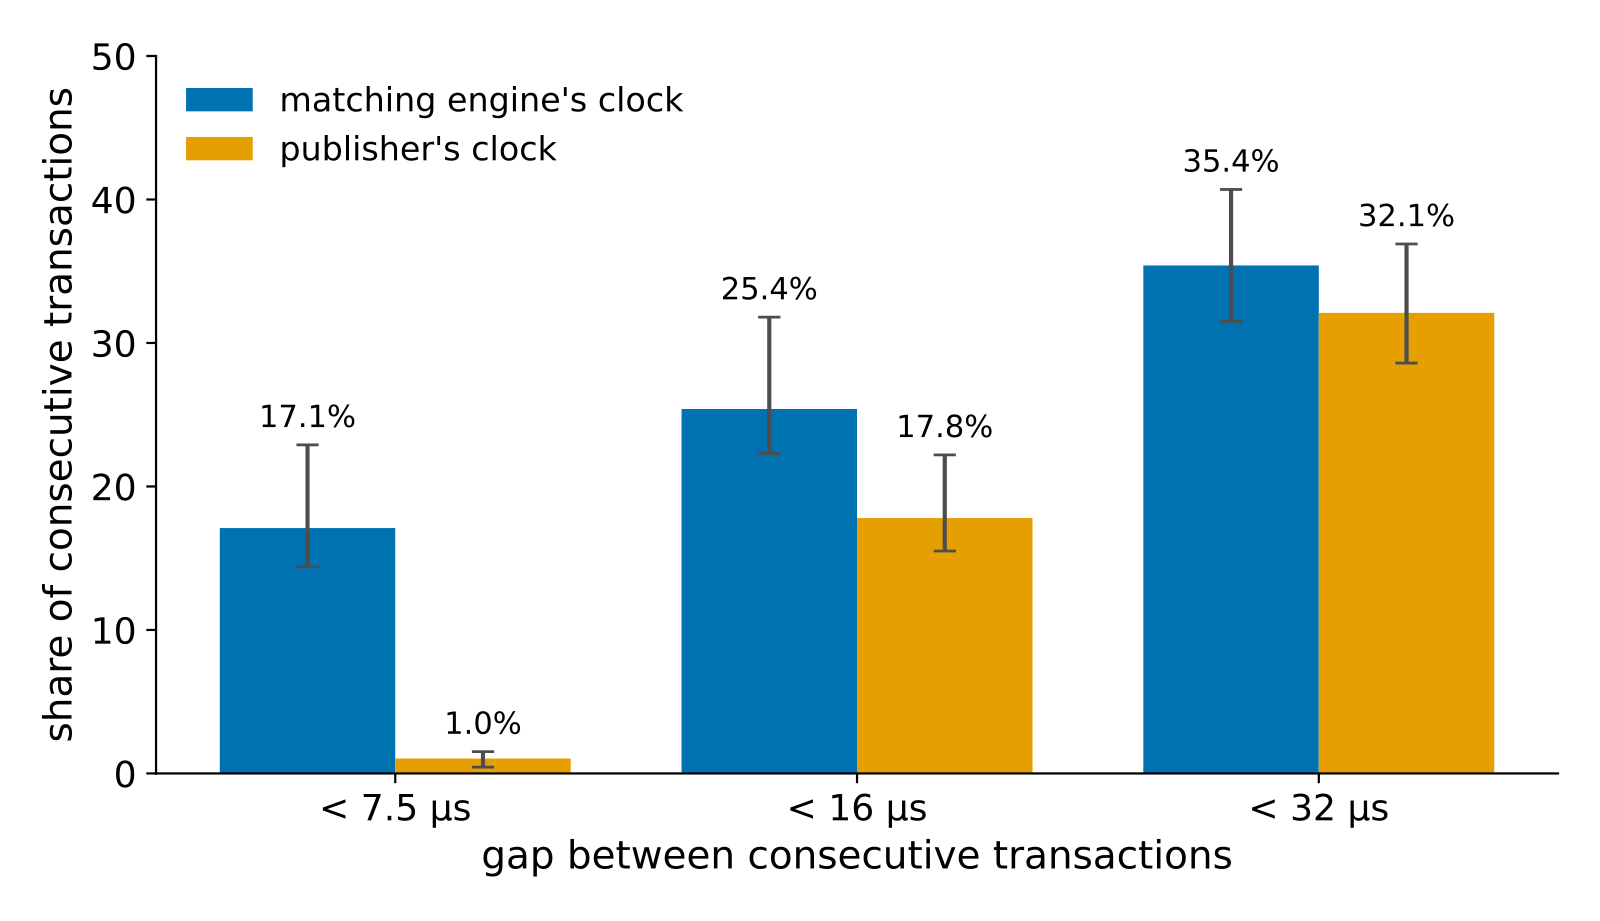 50
40
30
20
10
0
share of consecutive transactions
matching engine's clock
publisher's clock
17.1%
1.0%
25.4%
17.8%
35.4%
32.1%
< 7.5 µs
< 16 µs
< 32 µs
gap between consecutive transactions